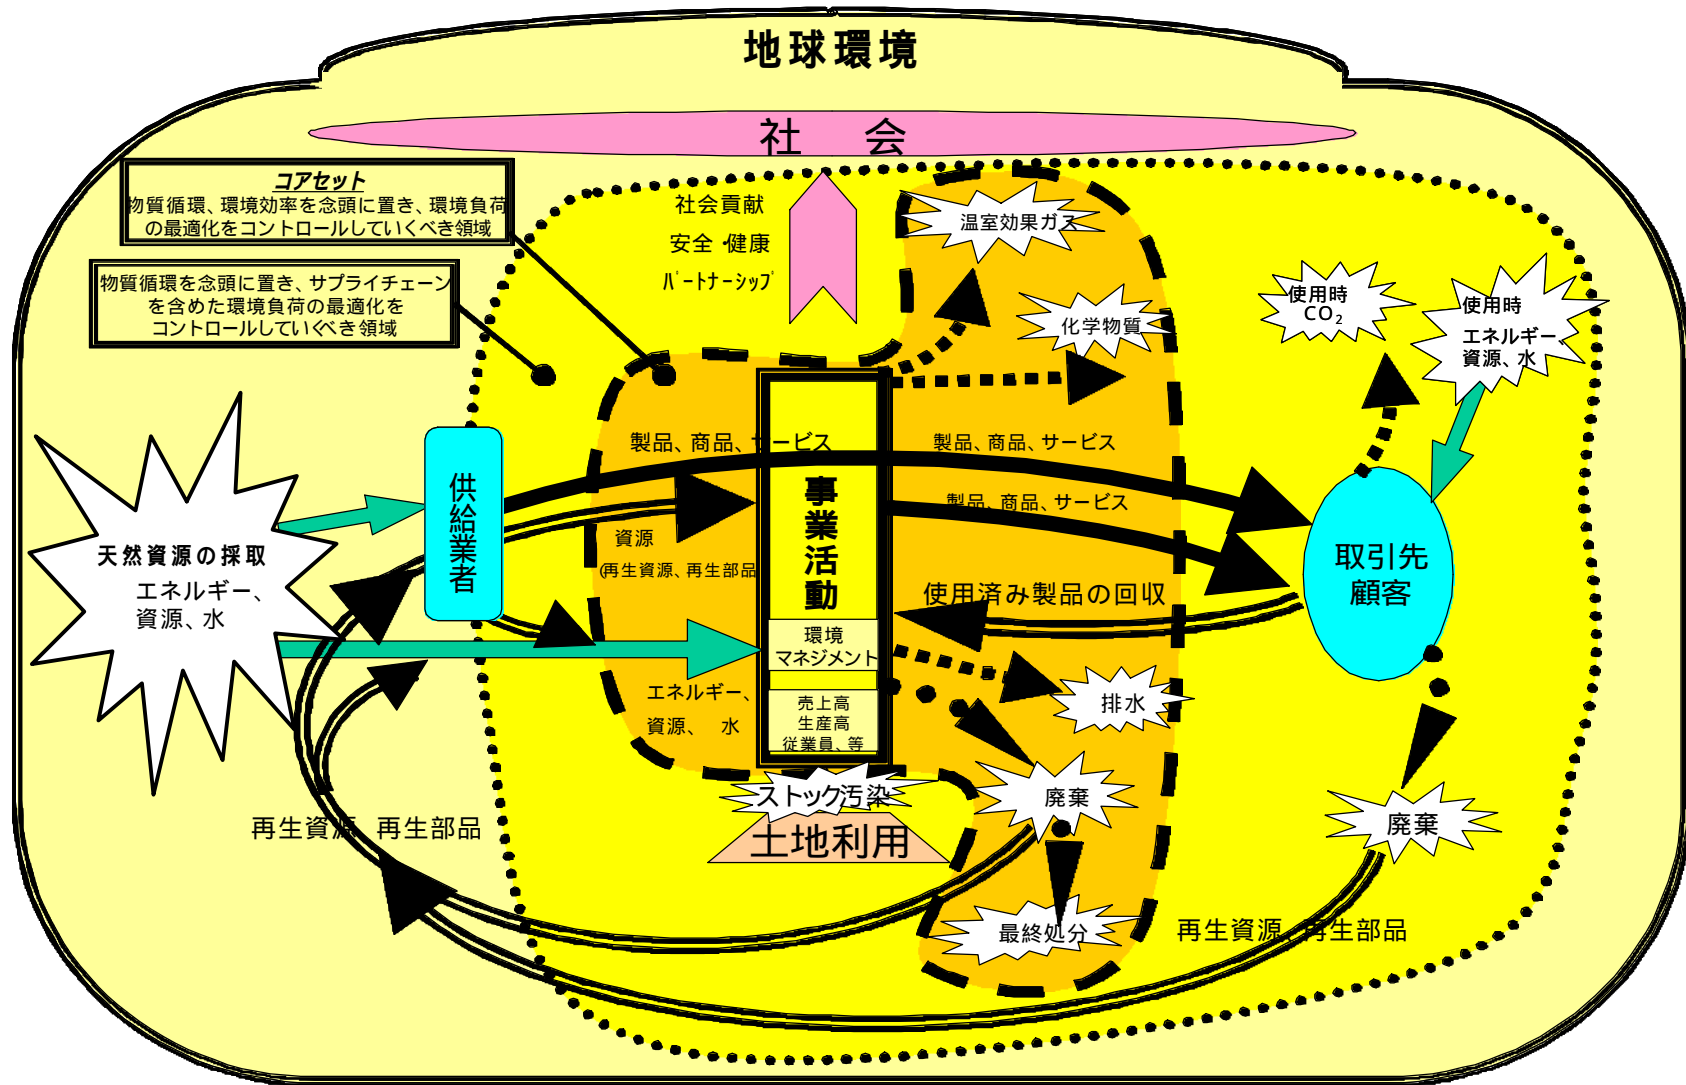 地球環境
社 会
コアセット
物質循環、環境効率を念頭に置き、環境負荷
の最適化をコントロールしていくべき領域
物質循環を念頭に置き、サプライチェーン
を含めた環境負荷の最適化を
コントロールしていくべき領域
社会貢献
安全・健康
パートナーシップ
温室効果ガス
化学物質
使用時
CO₂
使用時
エネルギー、
資源、水
製品、商品、サービス
製品、商品、サービス
製品、商品、サービス
供給業者
事業活動
資源
(再生資源、再生部品
天然資源の採取
エネルギー、
資源、水
取引先
顧客
使用済み製品の回収
環境
マネジメント
エネルギー、
資源、 水
売上高
生産高
従業員、等
排水
ストック汚染
土地利用
廃棄
廃棄
再生資源 再生部品
最終処分
再生資源、再生部品